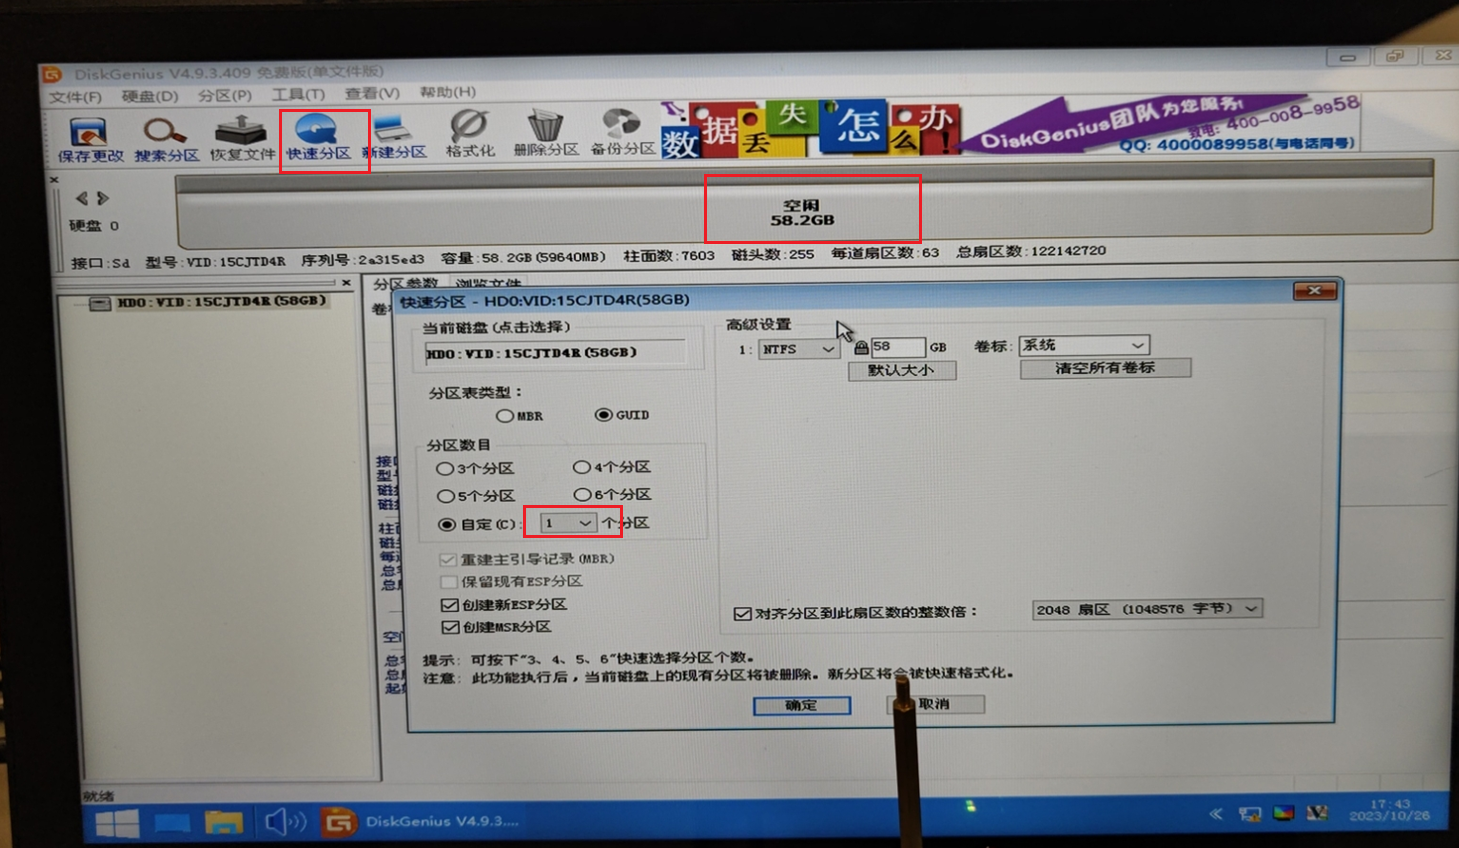 DiskGenius V4.9.3.409 免费版(单文件版)
文件(F) 硬盘(D) 分区(P) 工具(T) 查看(V) 帮助(H)
保存更改 搜索分区 恢复文件 快速分区 新建分区 格式化 删除分区 备份分区
数据丢失怎么办!
DiskGenius团队为您服务!
致电: 400-008-9958
QQ: 4000089958(与电话同号)
硬盘 0
空闲
58.2GB
接口:Sd 型号:VID:15CJTD4R 序列号:2a315ed3 容量:58.2GB(59640MB) 柱面数:7603 磁头数:255 每道扇区数:63 总扇区数:122142720
HD0:VID:15CJTD4R(58GB)
分区参数 浏览文件
快速分区 - HD0:VID:15CJTD4R(58GB)
当前磁盘(点击选择)
HD0:VID:15CJTD4R(58GB)
分区表类型:
MBR GUID
分区数目
3个分区 4个分区
5个分区 6个分区
自定(C): 1 个分区
重建主引导记录(MBR)
保留现有ESP分区
创建新ESP分区
创建MSR分区
高级设置
1: NTFS 58 GB 卷标: 系统
默认大小 清空所有卷标
对齐分区到此扇区数的整数倍: 2048 扇区 (1048576 字节)
提示: 可按下"3、4、5、6"快速选择分区个数。
注意: 此功能执行后,当前磁盘上的现有分区将被删除。新分区将会被快速格式化。
确定 取消
就绪
DiskGenius V4.9.3....
17:43
2023/10/26